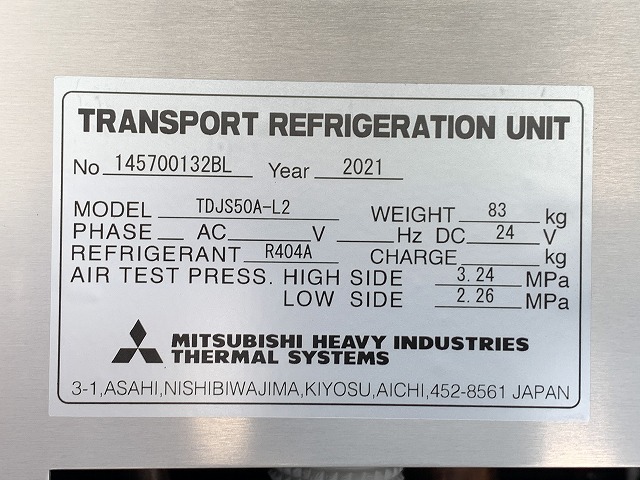 TRANSPORT REFRIGERATION UNIT
No 145700132BL Year 2021
MODEL TDJS50A-L2 WEIGHT 83 kg
PHASE AC V Hz DC 24 V
REFRIGERANT R404A CHARGE kg
AIR TEST PRESS. HIGH SIDE 3.24 MPa
LOW SIDE 2.26 MPa
MITSUBISHI HEAVY INDUSTRIES
THERMAL SYSTEMS
3-1,ASAHI,NISHIBIWAJIMA,KIYOSU,AICHI,452-8561 JAPAN